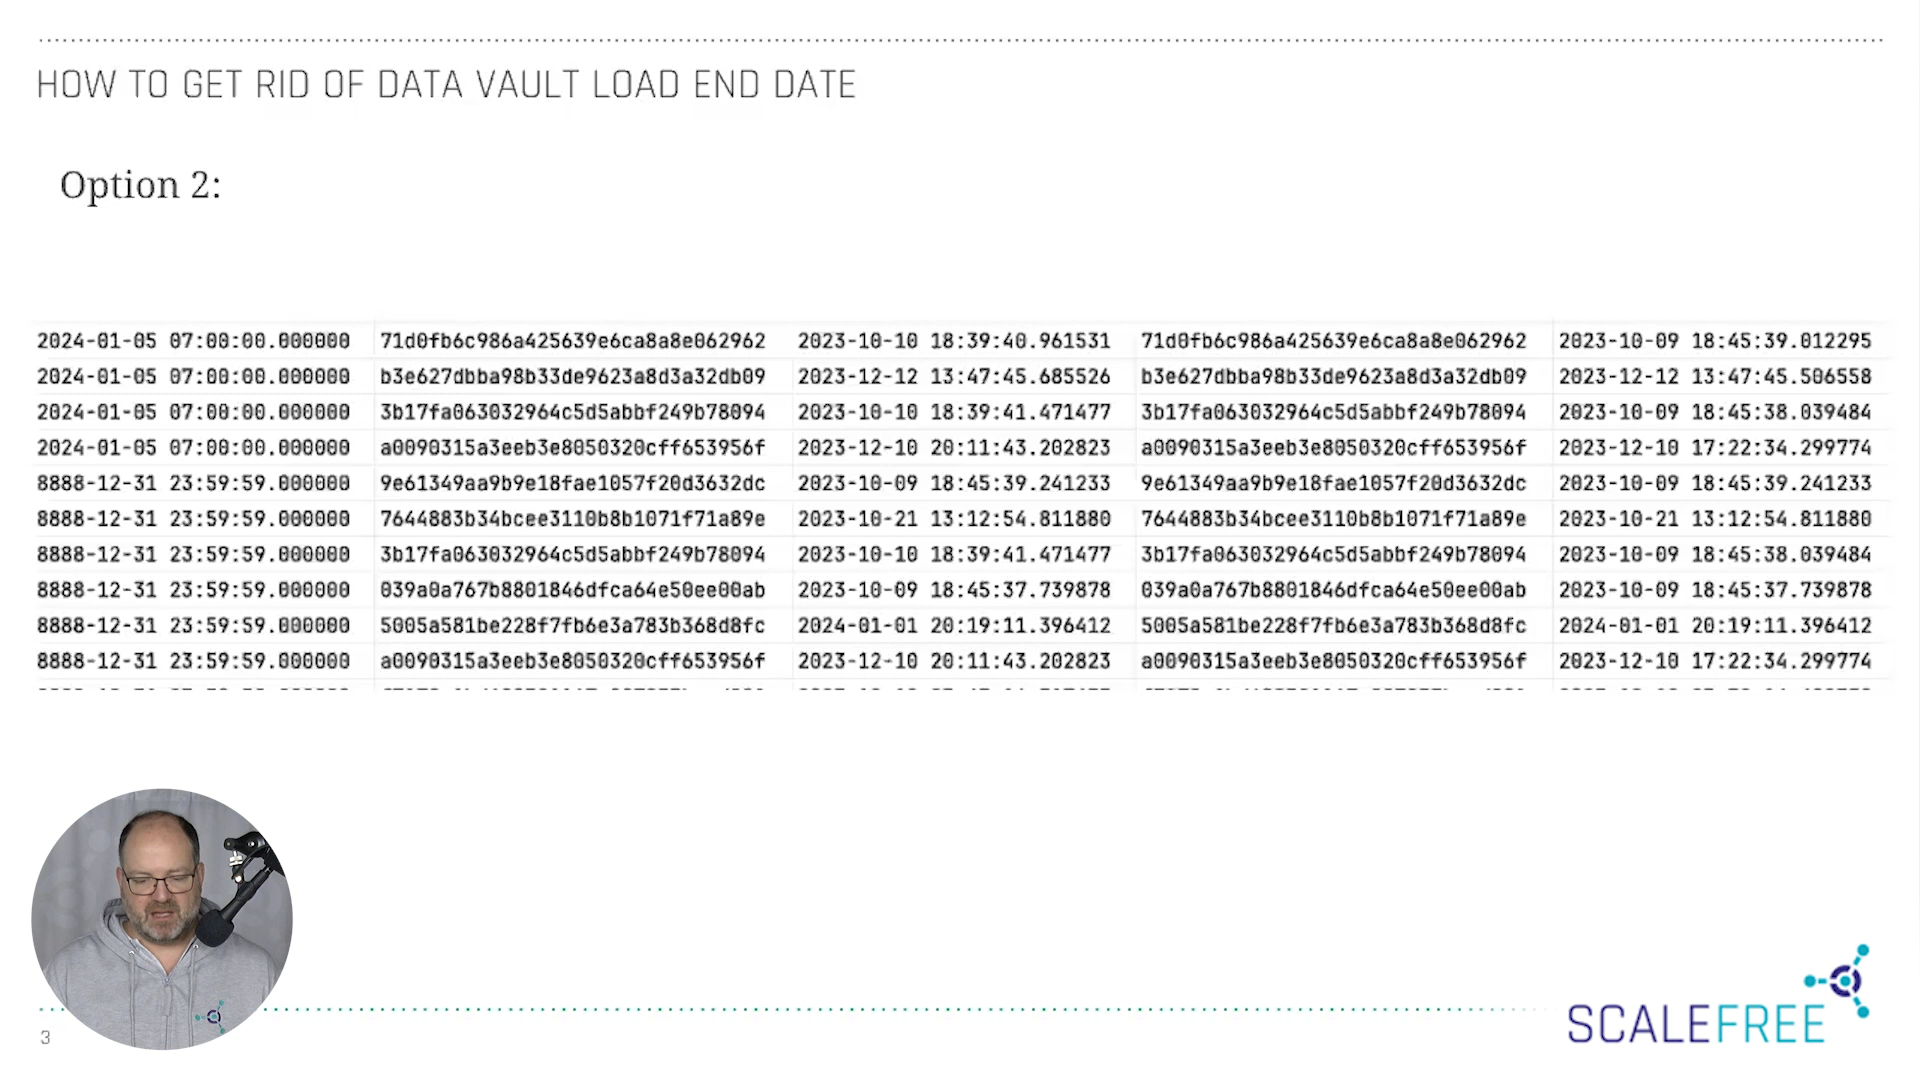 HOW TO GET RID OF DATA VAULT LOAD END DATE
Option 2:
2024-01-05 07:00:00.000000 71d0fb6c986a425639e6ca8a8e062962 2023-10-10 18:39:40.961531 71d0fb6c986a425639e6ca8a8e062962 2023-10-09 18:45:39.012295
2024-01-05 07:00:00.000000 b3e627dbba98b33de9623a8d3a32db09 2023-12-12 13:47:45.685526 b3e627dbba98b33de9623a8d3a32db09 2023-12-12 13:47:45.506558
2024-01-05 07:00:00.000000 3b17fa063032964c5d5abbf249b78094 2023-10-10 18:39:41.471477 3b17fa063032964c5d5abbf249b78094 2023-10-09 18:45:38.039484
2024-01-05 07:00:00.000000 a0090315a3eeb3e8050320cff653956f 2023-12-10 20:11:43.202823 a0090315a3eeb3e8050320cff653956f 2023-12-10 17:22:34.299774
8888-12-31 23:59:59.000000 9e61349aa9b9e18fae1057f20d3632dc 2023-10-09 18:45:39.241233 9e61349aa9b9e18fae1057f20d3632dc 2023-10-09 18:45:39.241233
8888-12-31 23:59:59.000000 7644883b34bcee3110b8b1071f71a89e 2023-10-21 13:12:54.811880 7644883b34bcee3110b8b1071f71a89e 2023-10-21 13:12:54.811880
8888-12-31 23:59:59.000000 3b17fa063032964c5d5abbf249b78094 2023-10-10 18:39:41.471477 3b17fa063032964c5d5abbf249b78094 2023-10-09 18:45:38.039484
8888-12-31 23:59:59.000000 039a0a767b8801846dfca64e50ee00ab 2023-10-09 18:45:37.739878 039a0a767b8801846dfca64e50ee00ab 2023-10-09 18:45:37.739878
8888-12-31 23:59:59.000000 5005a581be228f7fb6e3a783b368d8fc 2024-01-01 20:19:11.396412 5005a581be228f7fb6e3a783b368d8fc 2024-01-01 20:19:11.396412
8888-12-31 23:59:59.000000 a0090315a3eeb3e8050320cff653956f 2023-12-10 20:11:43.202823 a0090315a3eeb3e8050320cff653956f 2023-12-10 17:22:34.299774
3
SCALEFREE